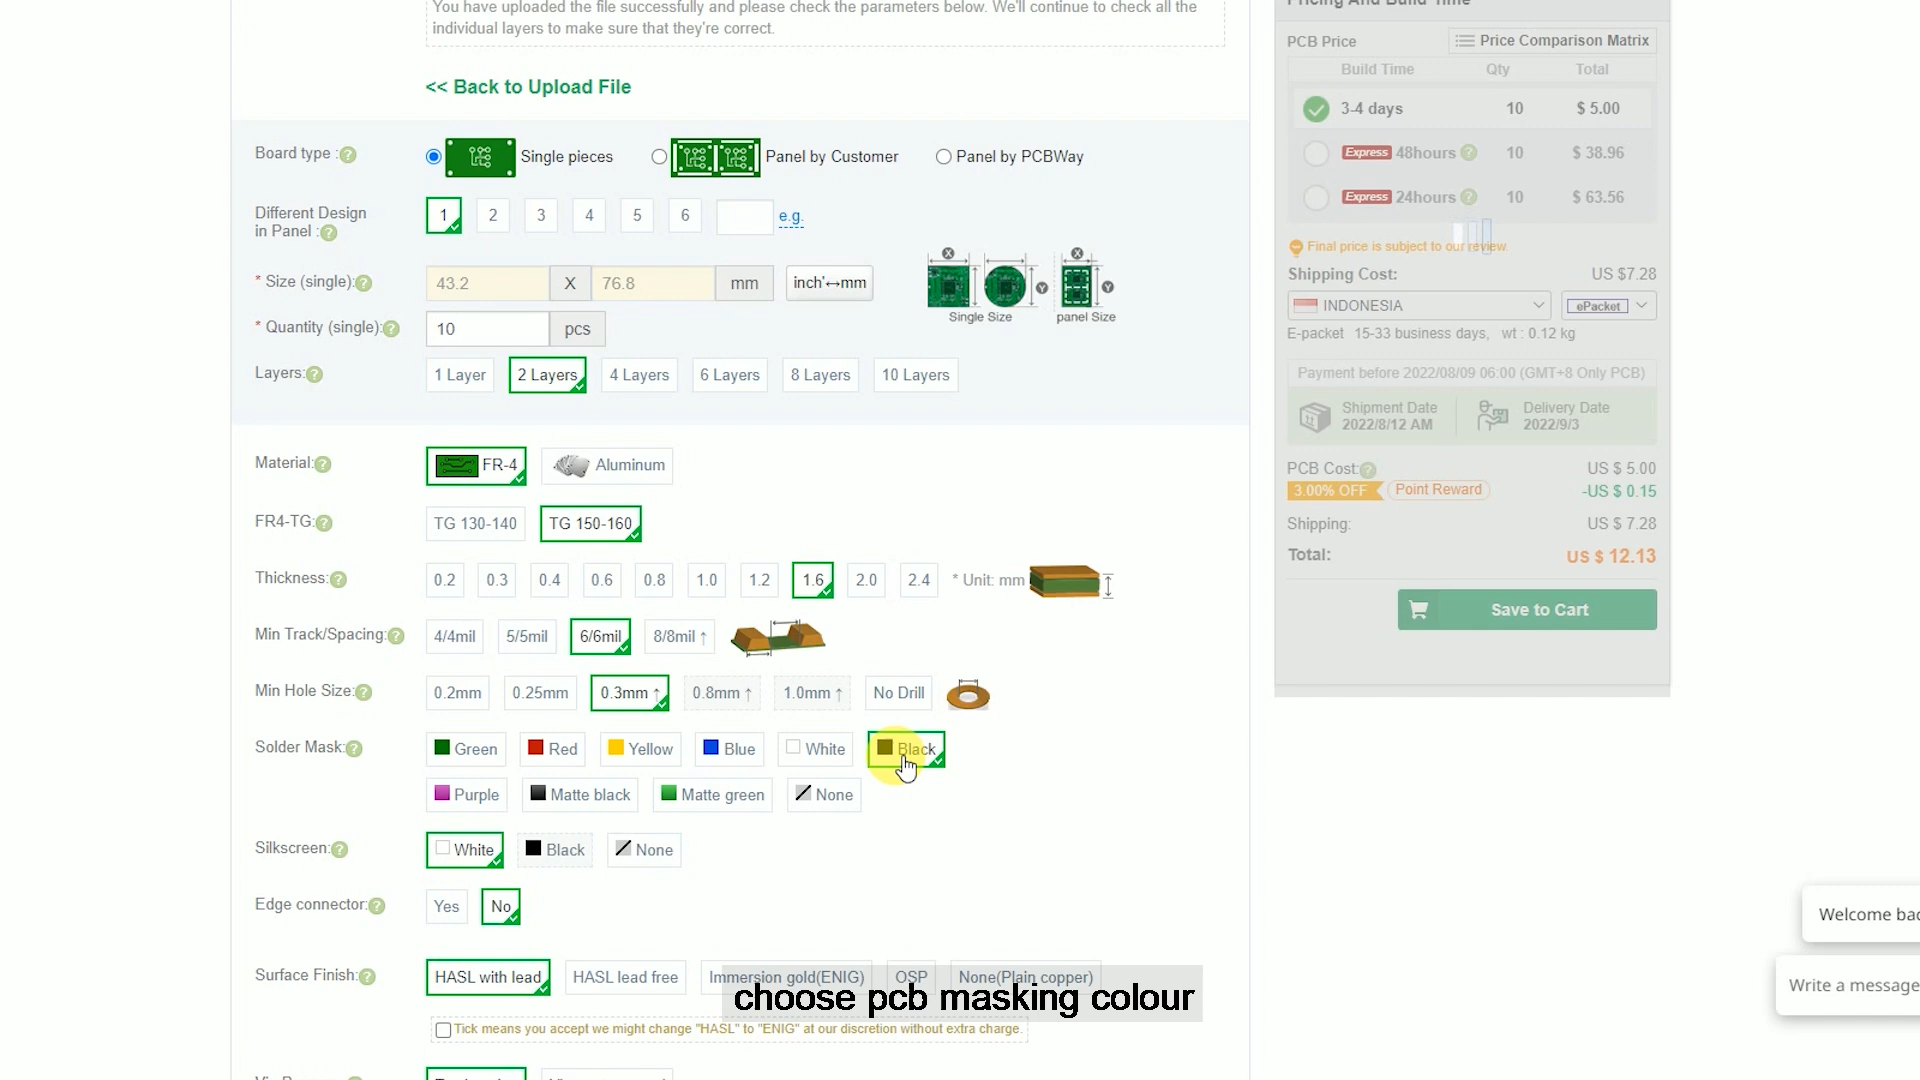 You have uploaded the file successfully and please check the parameters below. We'll continue to check all the
individual layers to make sure that they're correct.
<< Back to Upload File
Board type :
Single pieces
Panel by Customer
Panel by PCBWay
Different Design
in Panel :
1 2 3 4 5 6
e.g.
* Size (single):
43.2 X 76.8 mm
inch'↔mm
X X
Y Y
Single Size
panel Size
* Quantity (single):
10 pcs
Layers:
1 Layer 2 Layers 4 Layers 6 Layers 8 Layers 10 Layers
Material:
FR-4 Aluminum
FR4-TG:
TG 130-140 TG 150-160
Thickness:
0.2 0.3 0.4 0.6 0.8 1.0 1.2 1.6 2.0 2.4 * Unit: mm
Min Track/Spacing:
4/4mil 5/5mil 6/6mil 8/8mil ↑
Min Hole Size:
0.2mm 0.25mm 0.3mm ↑ 0.8mm ↑ 1.0mm ↑ No Drill
Solder Mask:
Green Red Yellow Blue White Black
Purple Matte black Matte green None
Silkscreen:
White Black None
Edge connector:
Yes No
Surface Finish:
HASL with lead HASL lead free Immersion gold(ENIG) OSP None(Plain copper)
choose pcb masking colour
Tick means you accept we might change "HASL" to "ENIG" at our discretion without extra charge.
Pricing And Build Time
PCB Price
Price Comparison Matrix
Build Time Qty Total
3-4 days 10 $ 5.00
Express 48hours 10 $ 38.96
Express 24hours 10 $ 63.56
Final price is subject to our review.
Shipping Cost: US $7.28
INDONESIA ePacket
E-packet 15-33 business days, wt : 0.12 kg
Payment before 2022/08/09 06:00 (GMT+8 Only PCB)
Shipment Date
2022/8/12 AM
Delivery Date
2022/9/3
PCB Cost: US $ 5.00
3.00% OFF Point Reward -US $ 0.15
Shipping: US $ 7.28
Total: US $ 12.13
Save to Cart
Welcome bac
Write a message